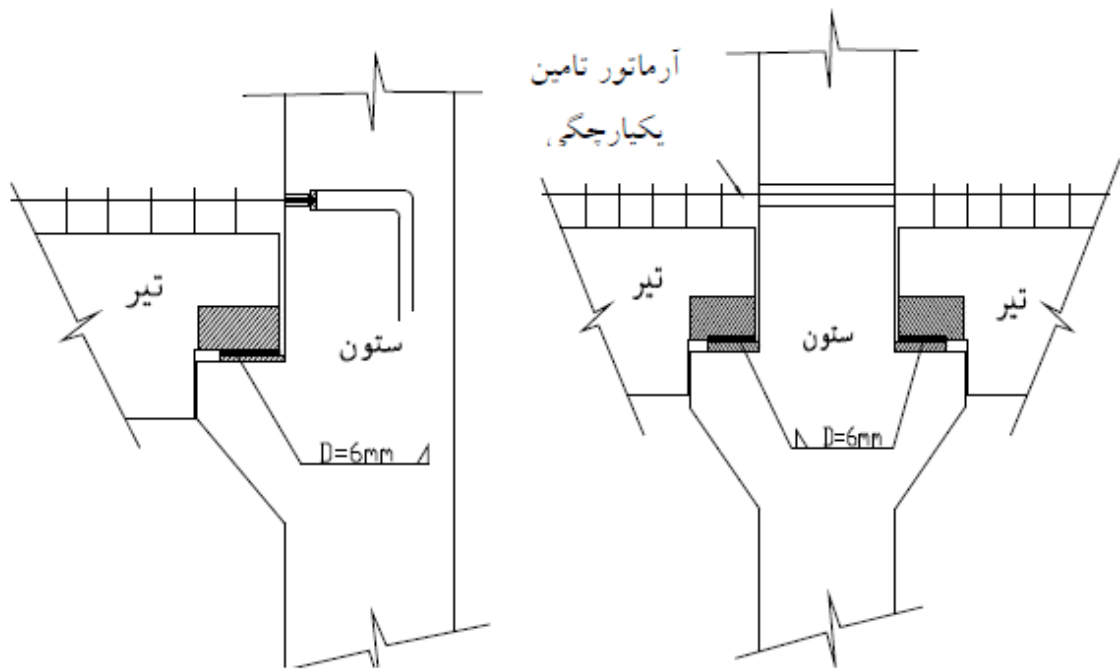 آرماتور تامین
یکپارچگی
تیر
ستون
D=6mm
تیر
ستون
تیر
D=6mm